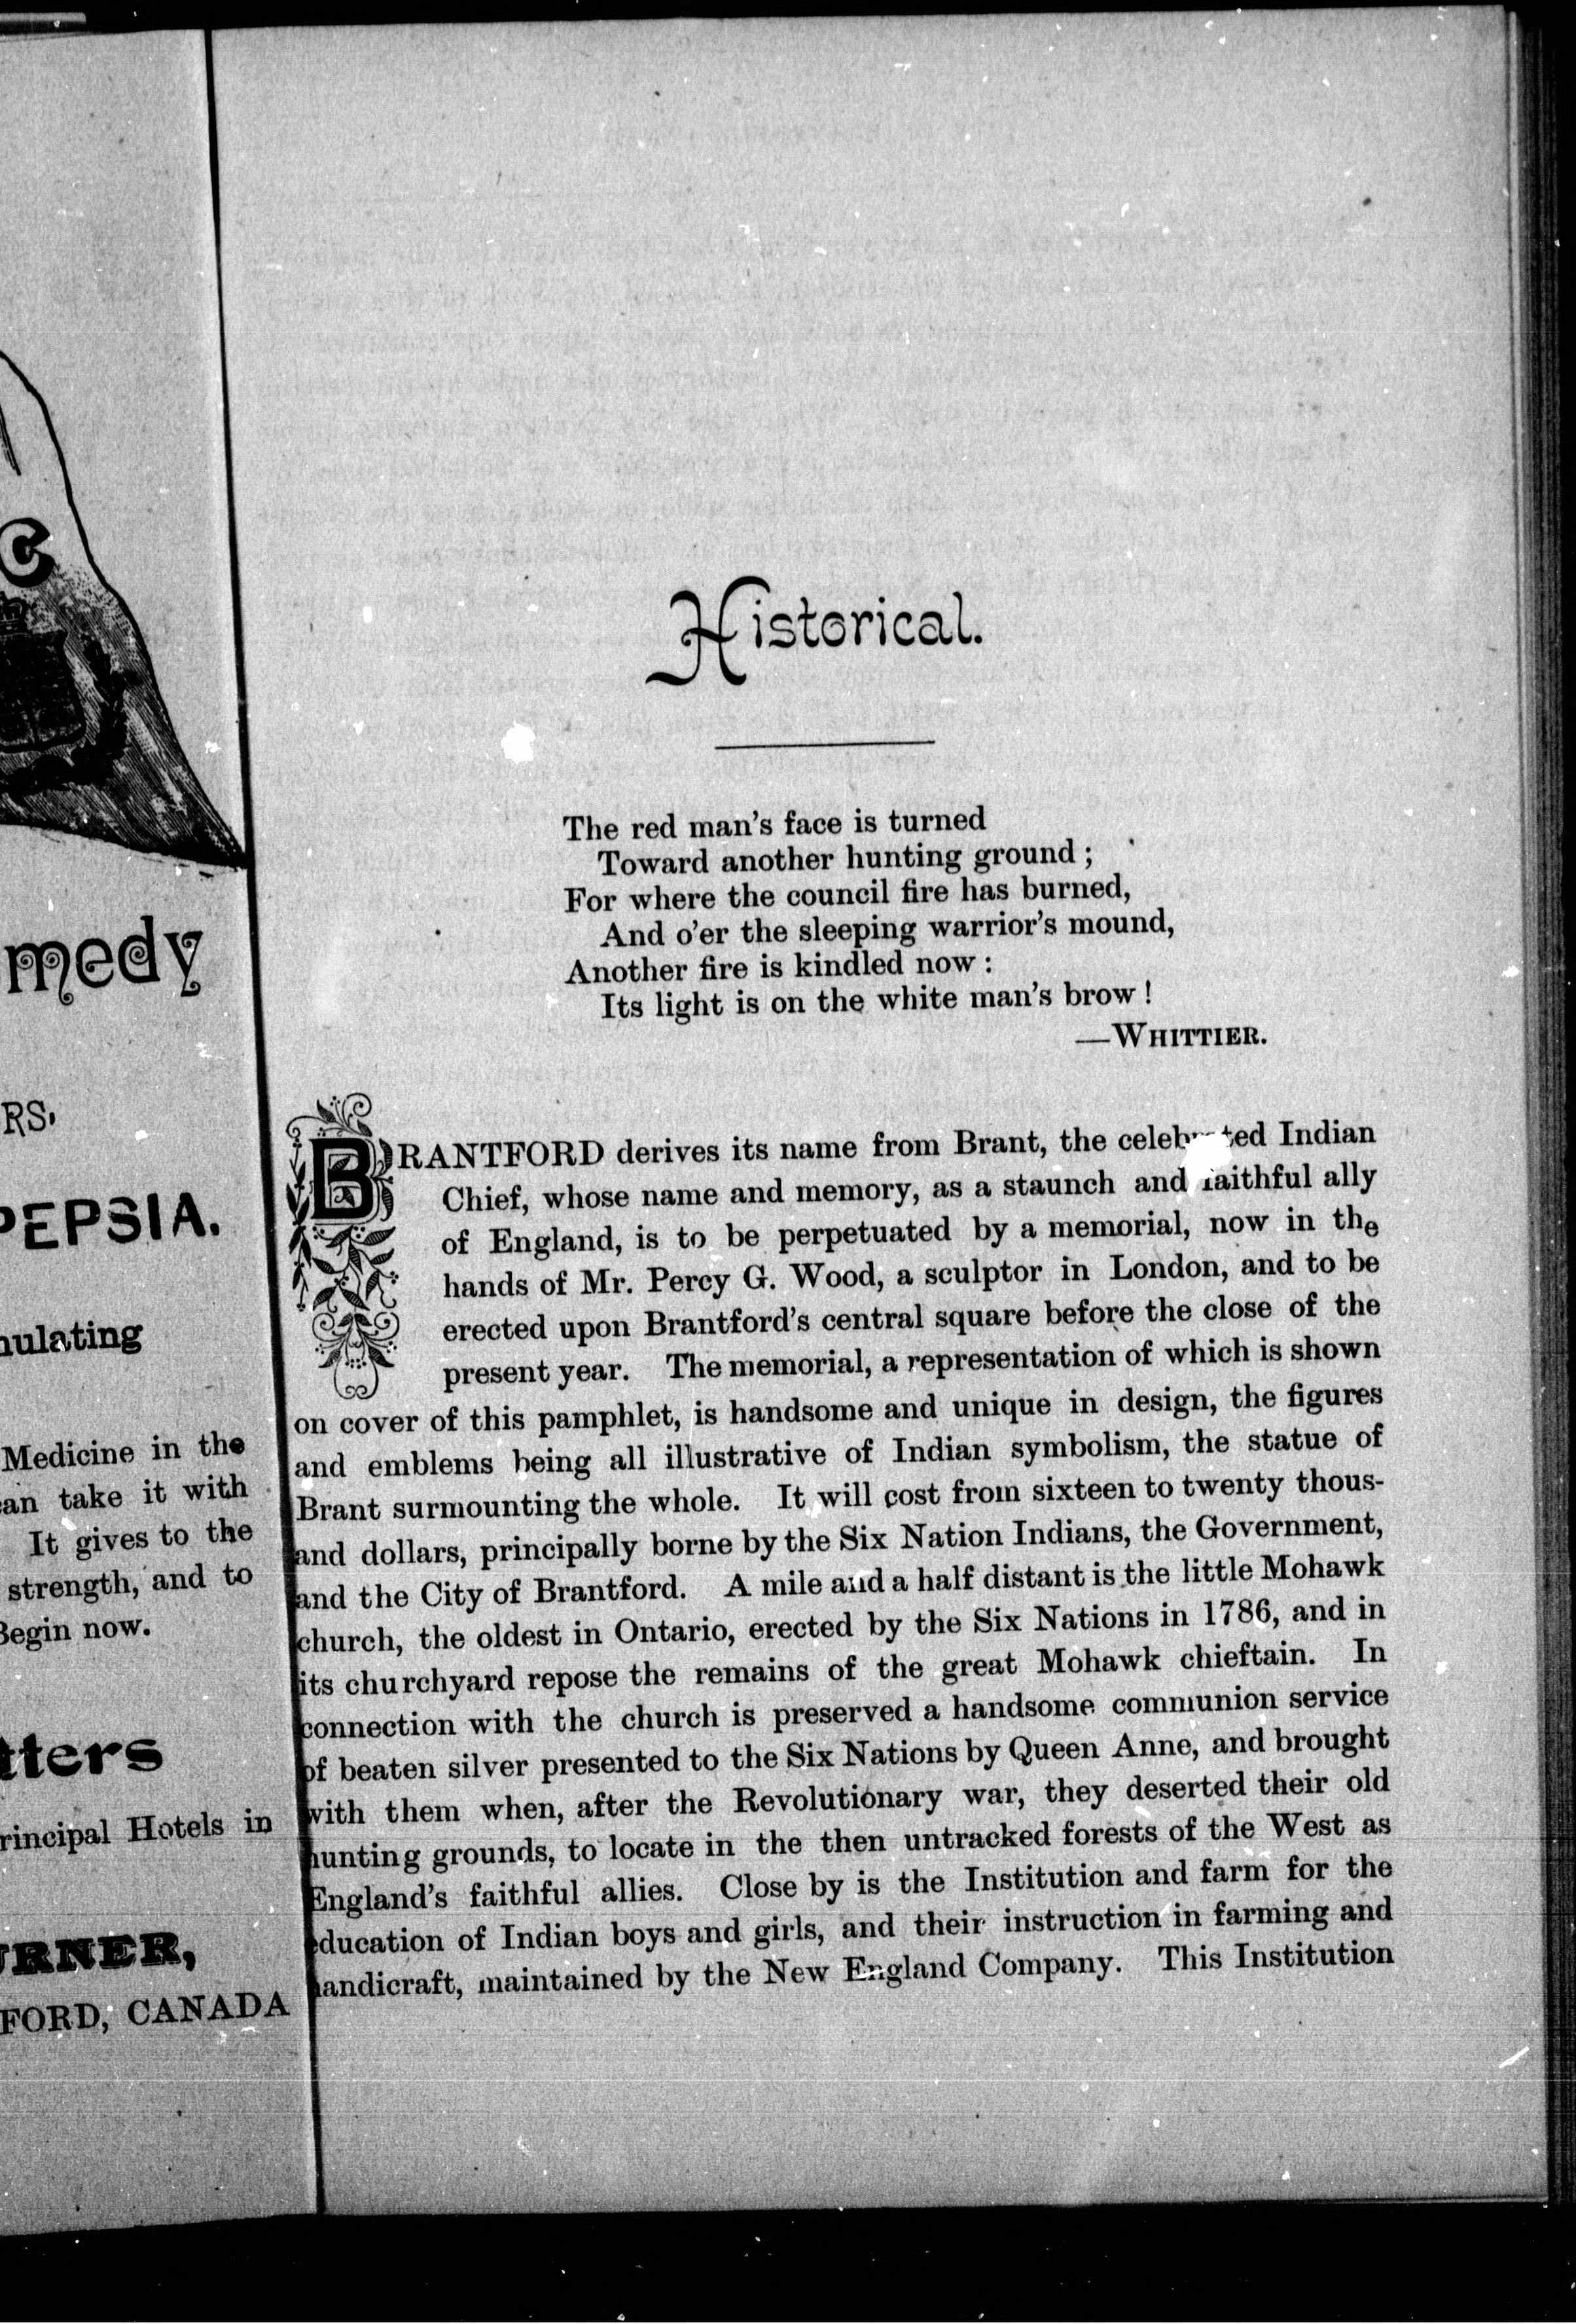 C
medy
RS.
PEPSIA.
mulating
Medicine in the
can take it with
It gives to the
strength, and to
Begin now.
tters
rincipal Hotels in
URNER,
FORD, CANADA
Historical.
The red man's face is turned
Toward another hunting ground ;
For where the council fire has burned,
And o'er the sleeping warrior's mound,
Another fire is kindled now :
Its light is on the white man's brow !
—WHITTIER.
BRANTFORD derives its name from Brant, the celebrated Indian
Chief, whose name and memory, as a staunch and faithful ally
of England, is to be perpetuated by a memorial, now in the
hands of Mr. Percy G. Wood, a sculptor in London, and to be
erected upon Brantford's central square before the close of the
present year. The memorial, a representation of which is shown
on cover of this pamphlet, is handsome and unique in design, the figures
and emblems being all illustrative of Indian symbolism, the statue of
Brant surmounting the whole. It will cost from sixteen to twenty thous-
and dollars, principally borne by the Six Nation Indians, the Government,
and the City of Brantford. A mile and a half distant is the little Mohawk
church, the oldest in Ontario, erected by the Six Nations in 1786, and in
its churchyard repose the remains of the great Mohawk chieftain. In
connection with the church is preserved a handsome communion service
of beaten silver presented to the Six Nations by Queen Anne, and brought
with them when, after the Revolutionary war, they deserted their old
hunting grounds, to locate in the then untracked forests of the West as
England's faithful allies. Close by is the Institution and farm for the
education of Indian boys and girls, and their instruction in farming and
handicraft, maintained by the New England Company. This Institution